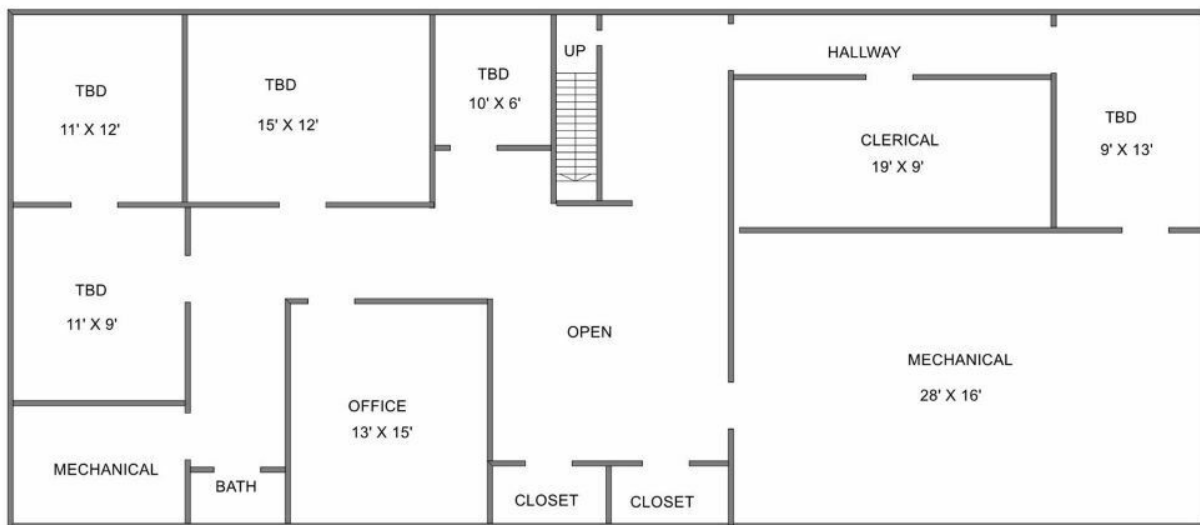 UP
HALLWAY
TBD
11' X 12'
TBD
15' X 12'
TBD
10' X 6'
CLERICAL
19' X 9'
TBD
9' X 13'
TBD
11' X 9'
OPEN
MECHANICAL
28' X 16'
OFFICE
13' X 15'
MECHANICAL
BATH
CLOSET
CLOSET